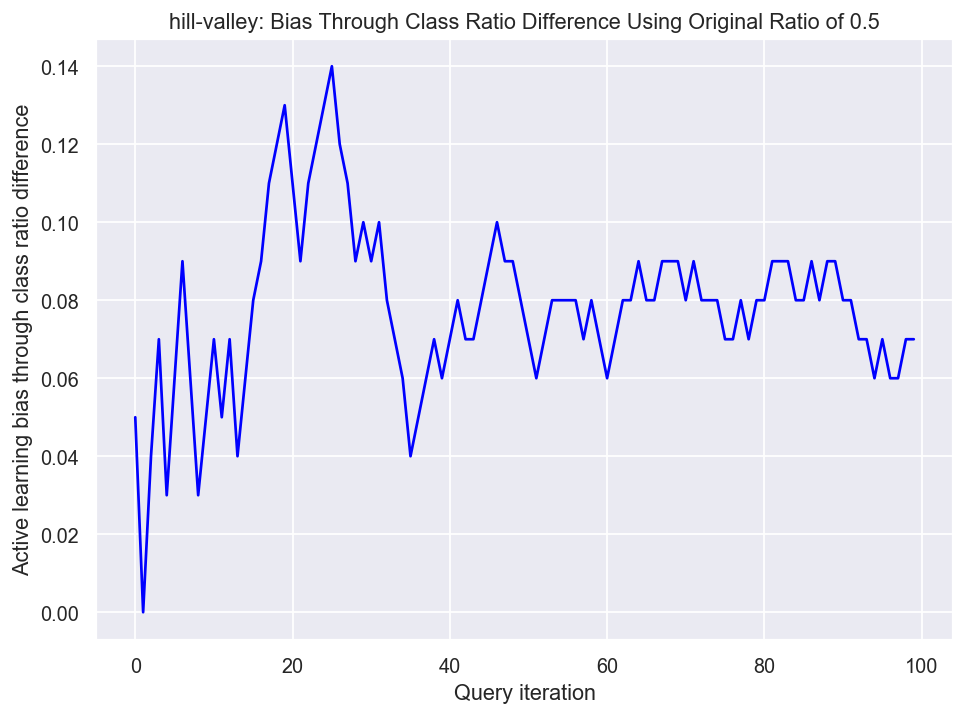 hill-valley: Bias Through Class Ratio Difference Using Original Ratio of 0.5
Active learning bias through class ratio difference
0.14
0.12
0.10
0.08
0.06
0.04
0.02
0.00
0 20 40 60 80 100
Query iteration